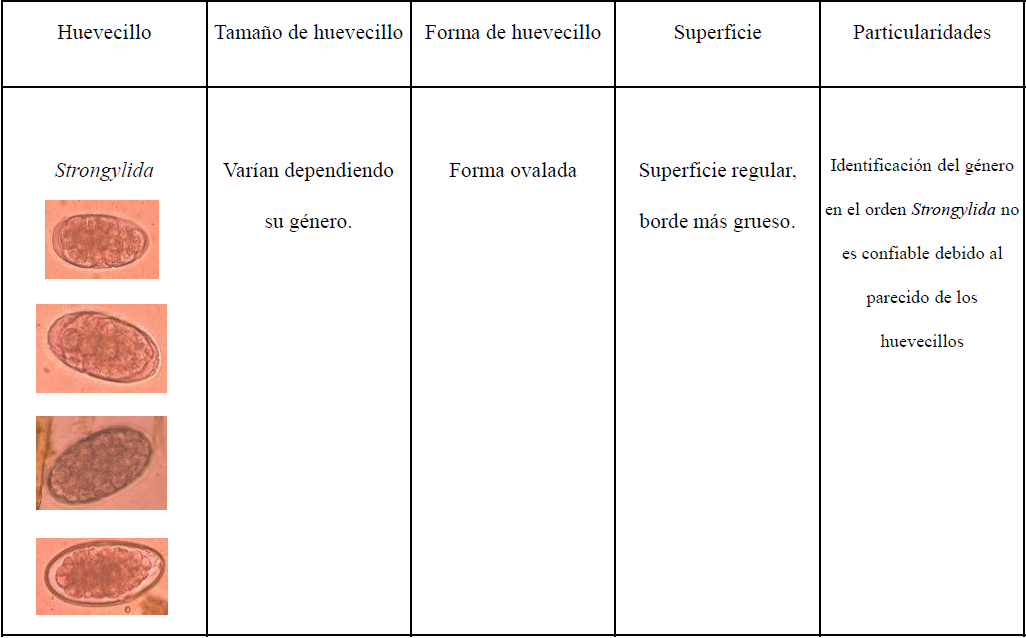 Huevecillo
Tamaño de huevecillo
Forma de huevecillo
Superficie
Particularidades
Strongylida
Varían dependiendo
su género.
Forma ovalada
Superficie regular,
borde más grueso.
Identificación del género
en el orden Strongylida no
es confiable debido al
parecido de los
huevecillos